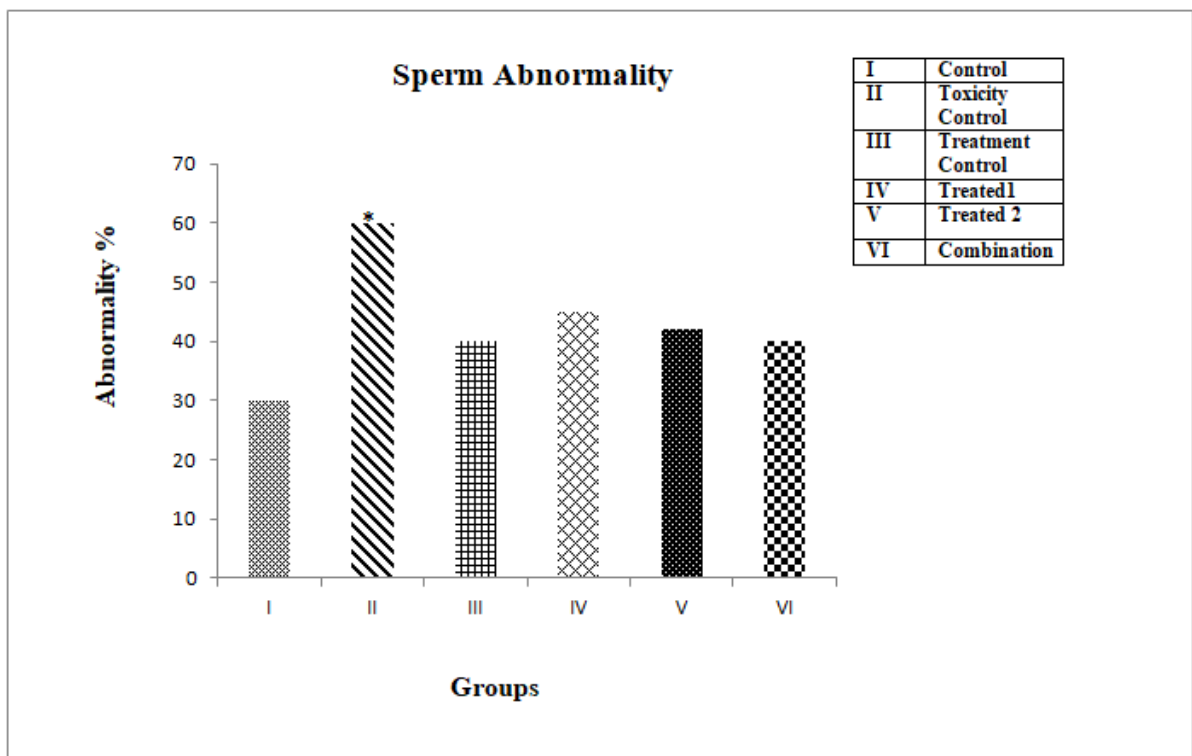 Sperm Abnormality
I Control
II Toxicity
Control
III Treatment
Control
IV Treated1
V Treated 2
VI Combination
Abnormality %
70
60
50
40
30
20
10
0
*
I II III IV V VI
Groups